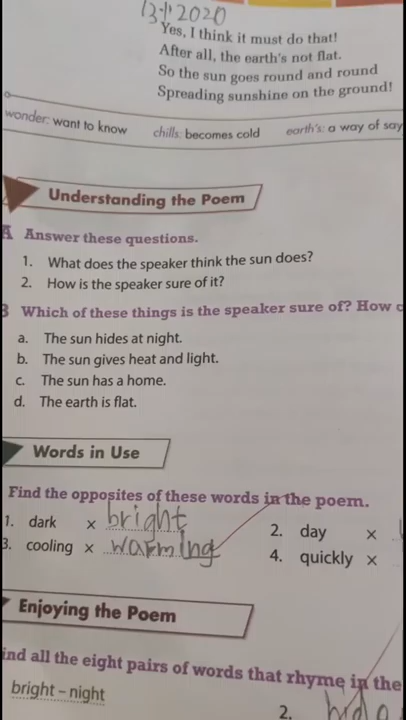 13-1-2020
Yes, I think it must do that!
After all, the earth's not flat.
So the sun goes round and round
Spreading sunshine on the ground!
wonder: want to know chills: becomes cold earth's: a way of say
Understanding the Poem
A Answer these questions.
1. What does the speaker think the sun does?
2. How is the speaker sure of it?
B Which of these things is the speaker sure of? How
a. The sun hides at night.
b. The sun gives heat and light.
c. The sun has a home.
d. The earth is flat.
Words in Use
Find the opposites of these words in the poem.
1. dark x bright 2. day x
3. cooling x warming 4. quickly x
Enjoying the Poem
ind all the eight pairs of words that rhyme in the
bright – night 2.